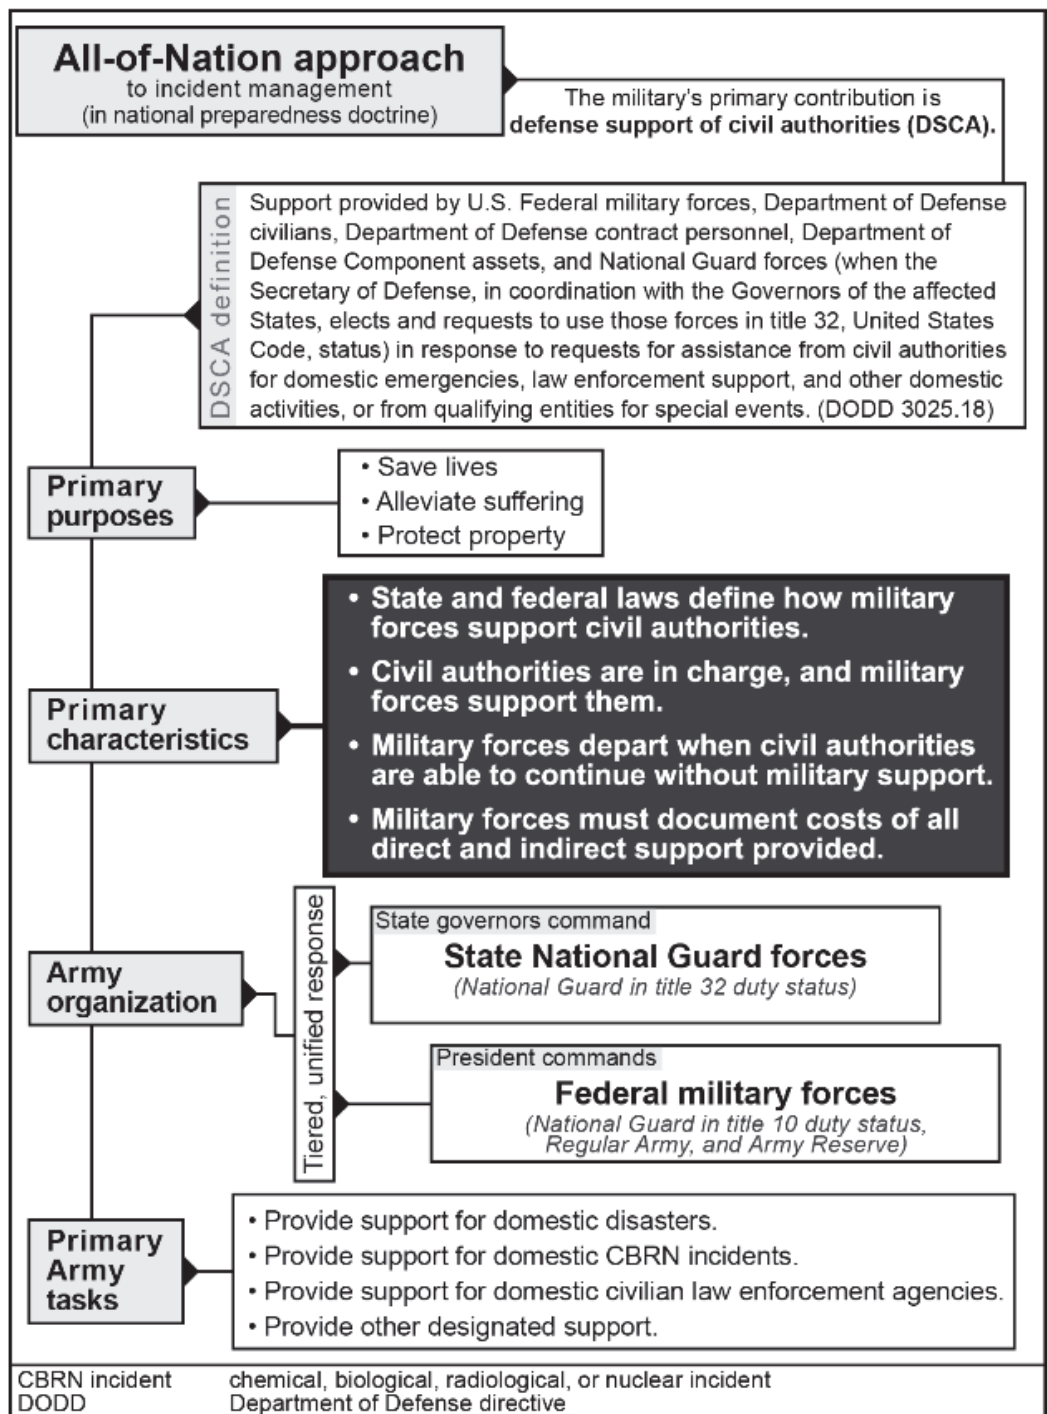 All-of-Nation approach
to incident management
(in national preparedness doctrine)
The military's primary contribution is
defense support of civil authorities (DSCA).
DSCA definition
Support provided by U.S. Federal military forces, Department of Defense
civilians, Department of Defense contract personnel, Department of
Defense Component assets, and National Guard forces (when the
Secretary of Defense, in coordination with the Governors of the affected
States, elects and requests to use those forces in title 32, United States
Code, status) in response to requests for assistance from civil authorities
for domestic emergencies, law enforcement support, and other domestic
activities, or from qualifying entities for special events. (DODD 3025.18)
Primary
purposes
• Save lives
• Alleviate suffering
• Protect property
Primary
characteristics
• State and federal laws define how military
forces support civil authorities.
• Civil authorities are in charge, and military
forces support them.
• Military forces depart when civil authorities
are able to continue without military support.
• Military forces must document costs of all
direct and indirect support provided.
Army
organization
Tiered, unified response
State governors command
State National Guard forces
(National Guard in title 32 duty status)
President commands
Federal military forces
(National Guard in title 10 duty status,
Regular Army, and Army Reserve)
Primary
Army
tasks
• Provide support for domestic disasters.
• Provide support for domestic CBRN incidents.
• Provide support for domestic civilian law enforcement agencies.
• Provide other designated support.
CBRN incident chemical, biological, radiological, or nuclear incident
DODD Department of Defense directive